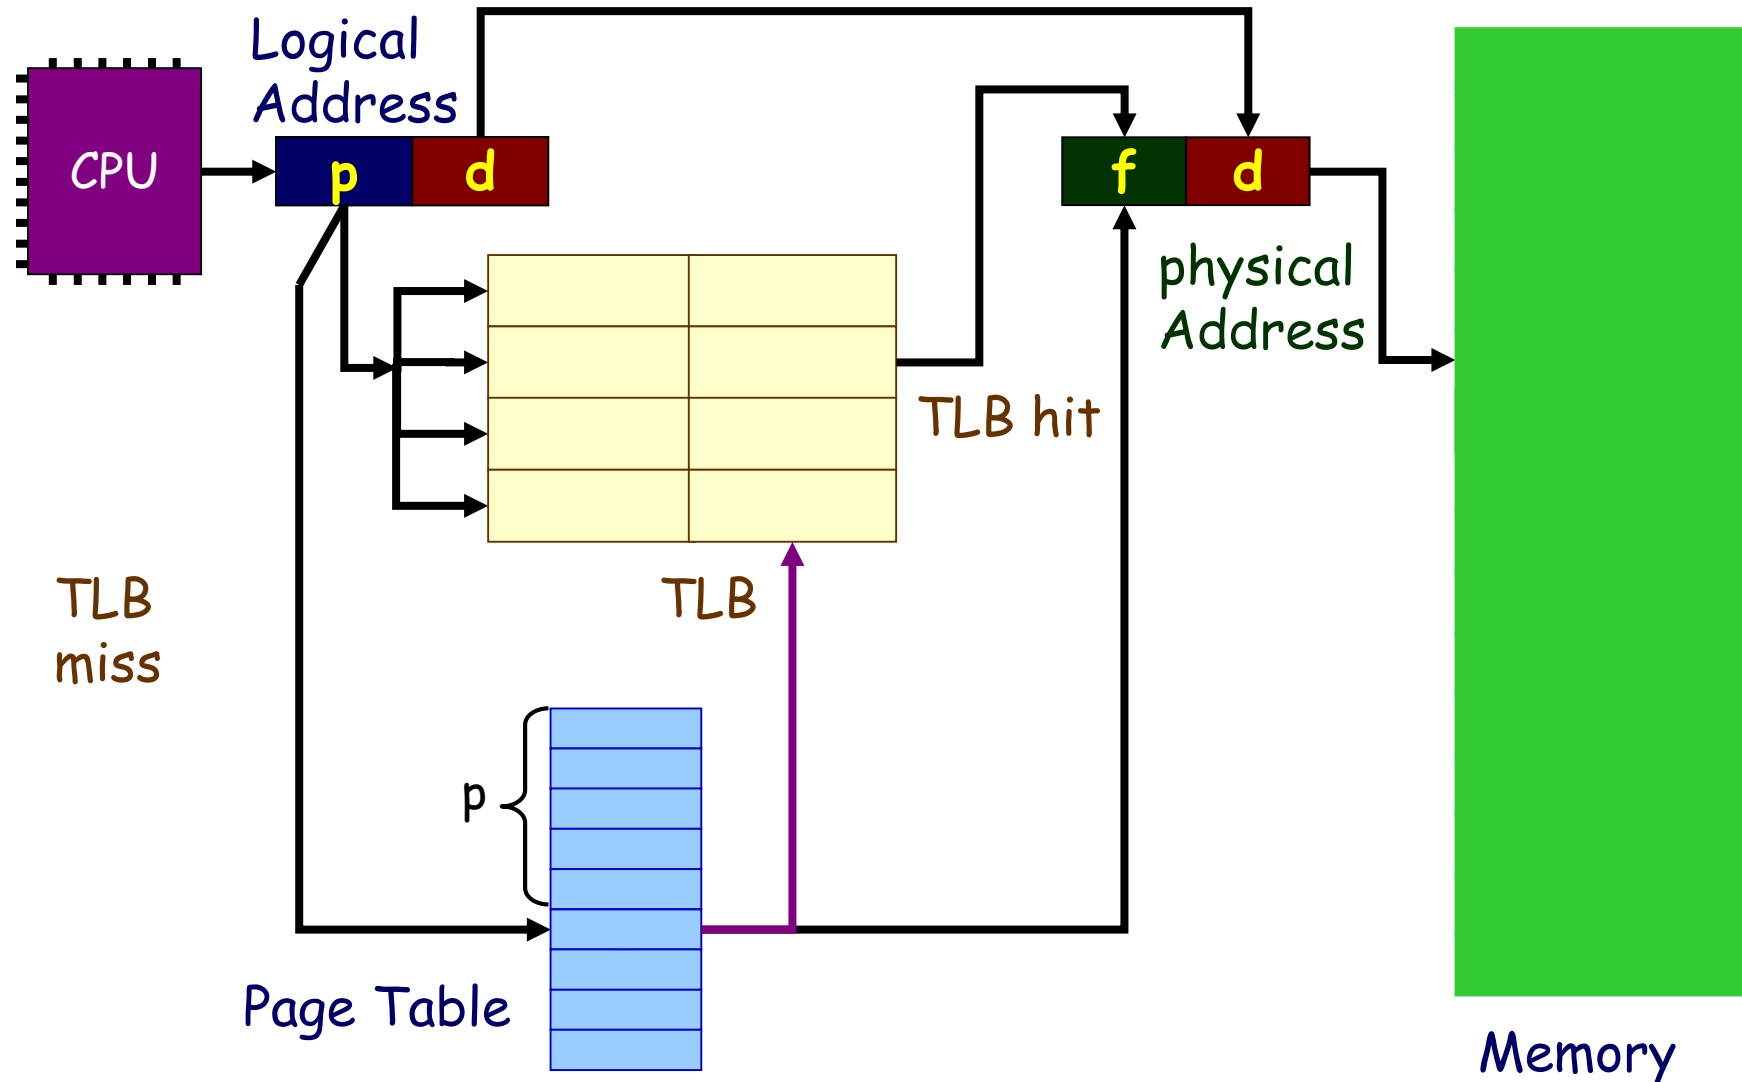 Logical
Address
CPU
p
d
f
d
physical
Address
TLB hit
TLB
miss
TLB
p
Page Table
Memory